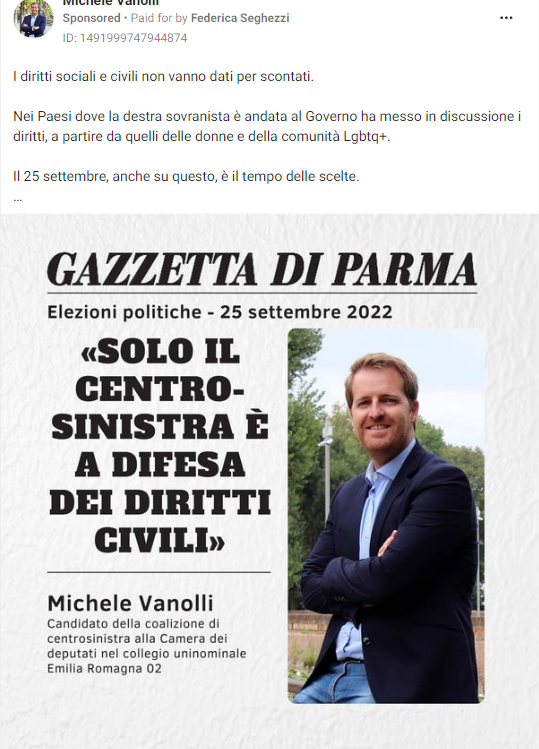 Michele Vanolli
Sponsored • Paid for by Federica Seghezzi
ID: 1491999747944874
I diritti sociali e civili non vanno dati per scontati.
Nei Paesi dove la destra sovranista è andata al Governo ha messo in discussione i
diritti, a partire da quelli delle donne e della comunità Lgbtq+.
Il 25 settembre, anche su questo, è il tempo delle scelte.
...
GAZZETTA DI PARMA
Elezioni politiche - 25 settembre 2022
«SOLO IL
CENTRO-
SINISTRA È
A DIFESA
DEI DIRITTI
CIVILI»
Michele Vanolli
Candidato della coalizione di
centrosinistra alla Camera dei
deputati nel collegio uninominale
Emilia Romagna 02